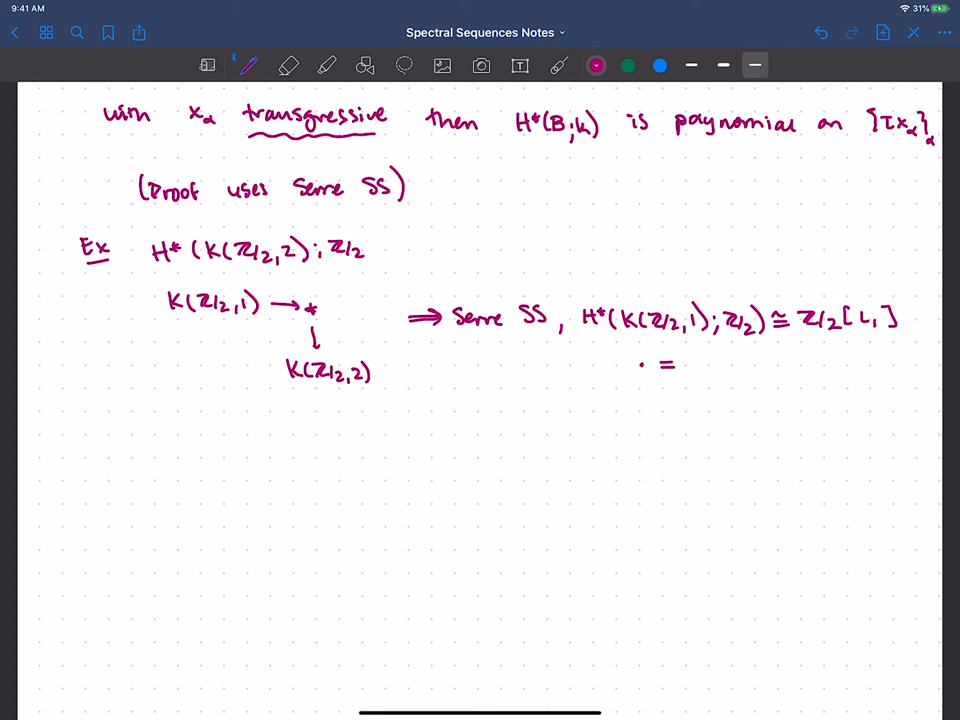 9:41 AM
31%
Spectral Sequences Notes
with x_α transgressive then H*(B;k) is polynomial on {τx_α}_α
(Proof uses Serre SS)
Ex H*(K(ℤ/2,2);ℤ/2
K(ℤ/2,1) → *
⇒ Serre SS, H*(K(ℤ/2,1);ℤ/2) ≅ ℤ/2[ι₁]
↓
K(ℤ/2,2)
· =